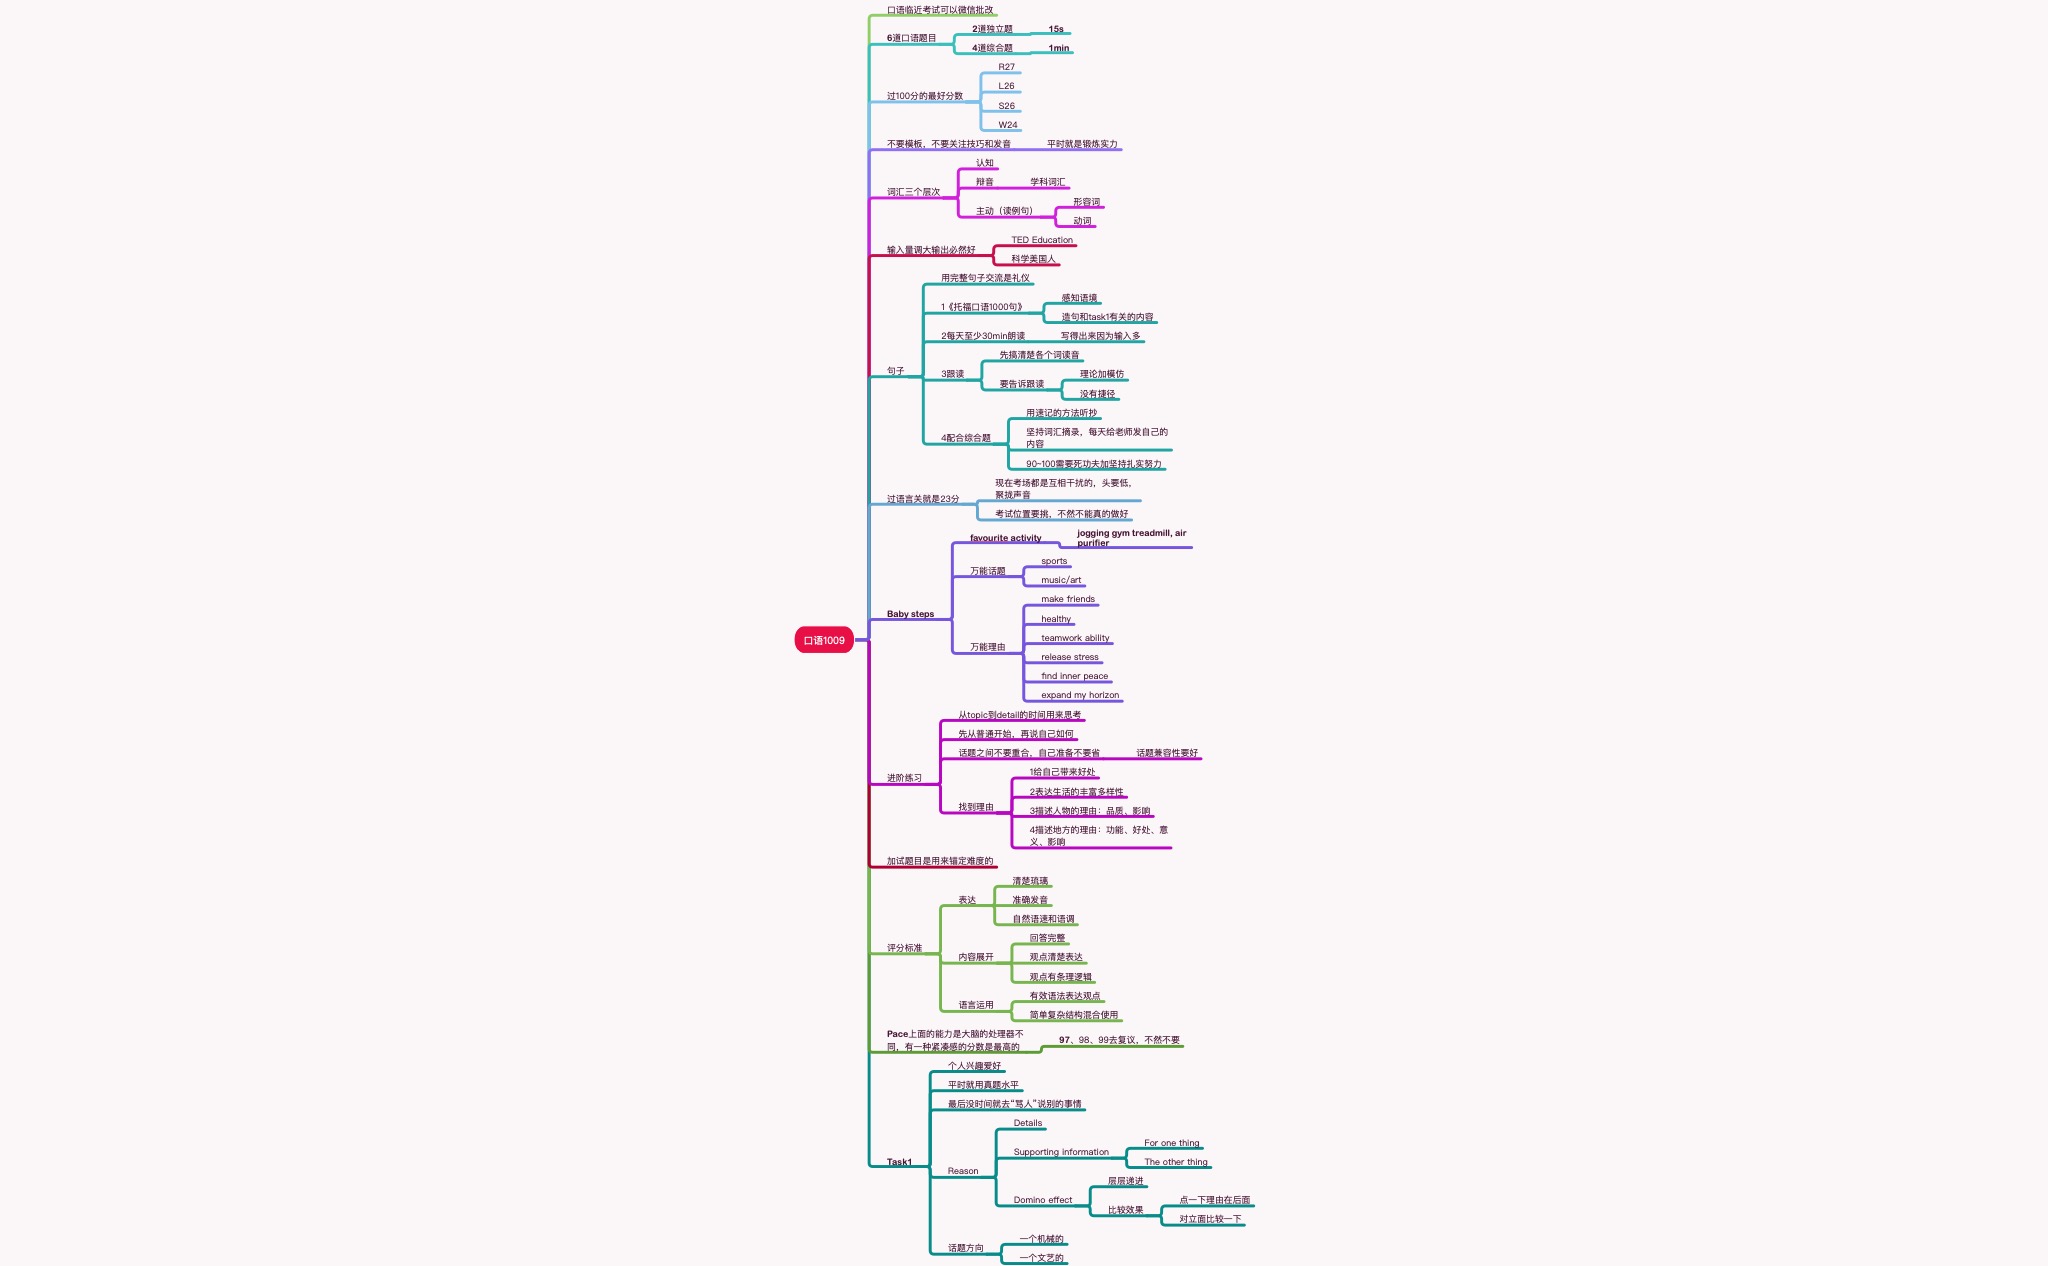 口语临近考试可以微信批改
6道口语题目
2道独立题
15s
4道综合题
1min
过100分的最好分数
R27
L26
S26
W24
不要模板，不要关注技巧和发音
平时就是锻炼实力
词汇三个层次
认知
辩音
学科词汇
主动（读例句）
形容词
动词
输入量调大输出必然好
TED Education
科学美国人
句子
用完整句子交流是礼仪
1《托福口语1000句》
感知语境
造句和task1有关的内容
2每天至少30min朗读
写得出来因为输入多
3跟读
先搞清楚各个词读音
要告诉跟读
理论加模仿
没有捷径
4配合综合题
用速记的方法听抄
坚持词汇摘录，每天给老师发自己的
内容
90-100需要死功夫加坚持扎实努力
过语言关就是23分
现在考场都是互相干扰的，头要低，
聚拢声音
考试位置要挑，不然不能真的做好
口语1009
Baby steps
favourite activity
jogging gym treadmill, air
purifier
万能话题
sports
music/art
万能理由
make friends
healthy
teamwork ability
release stress
find inner peace
expand my horizon
进阶练习
从topic到detail的时间用来思考
先从普通开始，再说自己如何
话题之间不要重合，自己准备不要省
话题兼容性要好
找到理由
1给自己带来好处
2表达生活的丰富多样性
3描述人物的理由：品质、影响
4描述地方的理由：功能、好处、意
义、影响
加试题目是用来锚定难度的
评分标准
表达
清楚琉璃
准确发音
自然语速和语调
内容展开
回答完整
观点清楚表达
观点有条理逻辑
语言运用
有效语法表达观点
简单复杂结构混合使用
Pace上面的能力是大脑的处理器不
同，有一种紧凑感的分数是最高的
97、98、99去复议，不然不要
Task1
个人兴趣爱好
平时就用真题水平
最后没时间就去“骂人”说别的事情
Reason
Details
Supporting information
For one thing
The other thing
Domino effect
层层递进
比较效果
点一下理由在后面
对立面比较一下
话题方向
一个机械的
一个文艺的